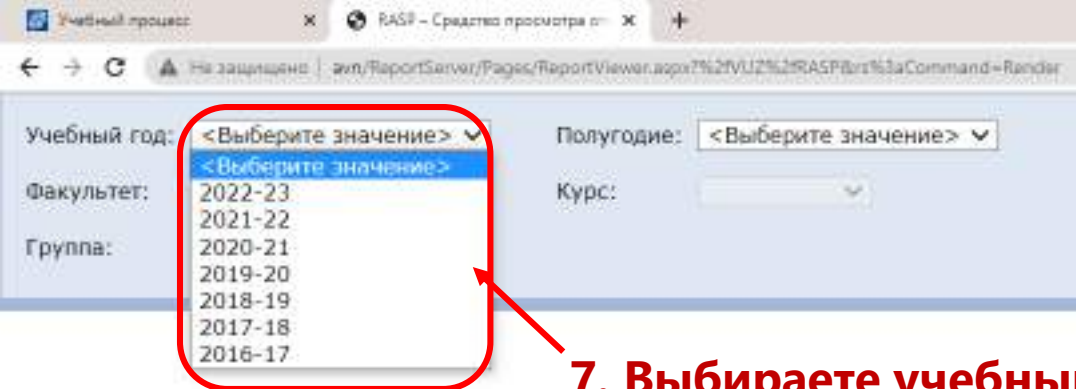 Учебный процесс
RASP – Средство просмотра от
Не защищено | avn/ReportServer/Pages/ReportViewer.aspx?%2fVUZ%2fRASP&rs%3aCommand=Render
Учебный год: <Выберите значение> Полугодие: <Выберите значение>
<Выберите значение>
Факультет: 2022-23 Курс:
2021-22
Группа: 2020-21
2019-20
2018-19
2017-18
2016-17
7. Выбираете учебны